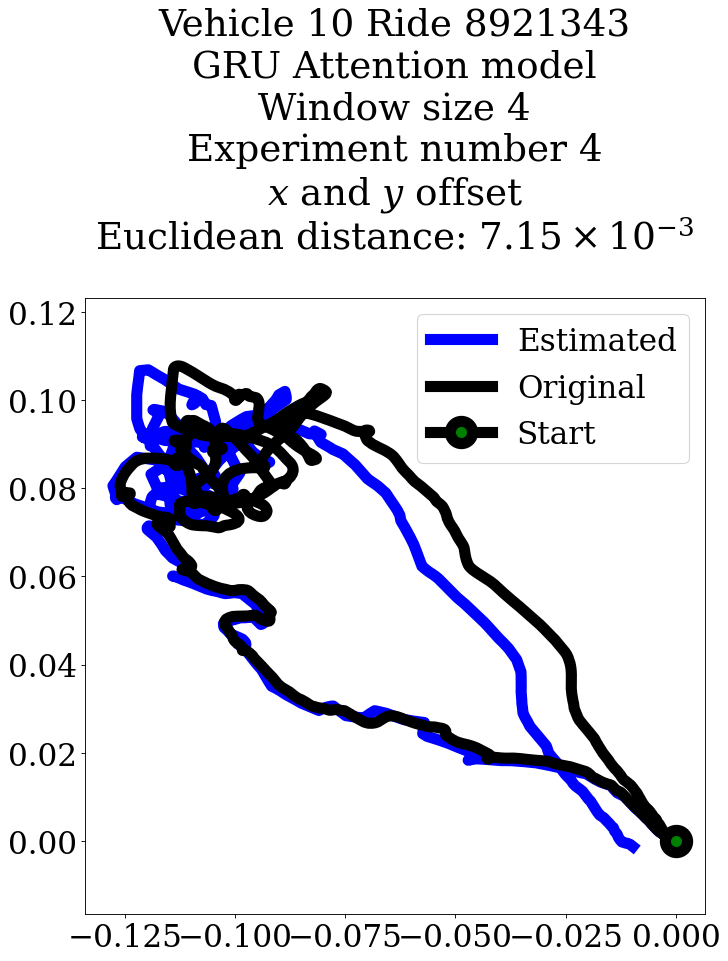 Vehicle 10 Ride 8921343
GRU Attention model
Window size 4
Experiment number 4
x and y offset
Euclidean distance: 7.15 × 10⁻³
Estimated
Original
Start
0.12
0.10
0.08
0.06
0.04
0.02
0.00
−0.125 −0.100 −0.075 −0.050 −0.025 0.000